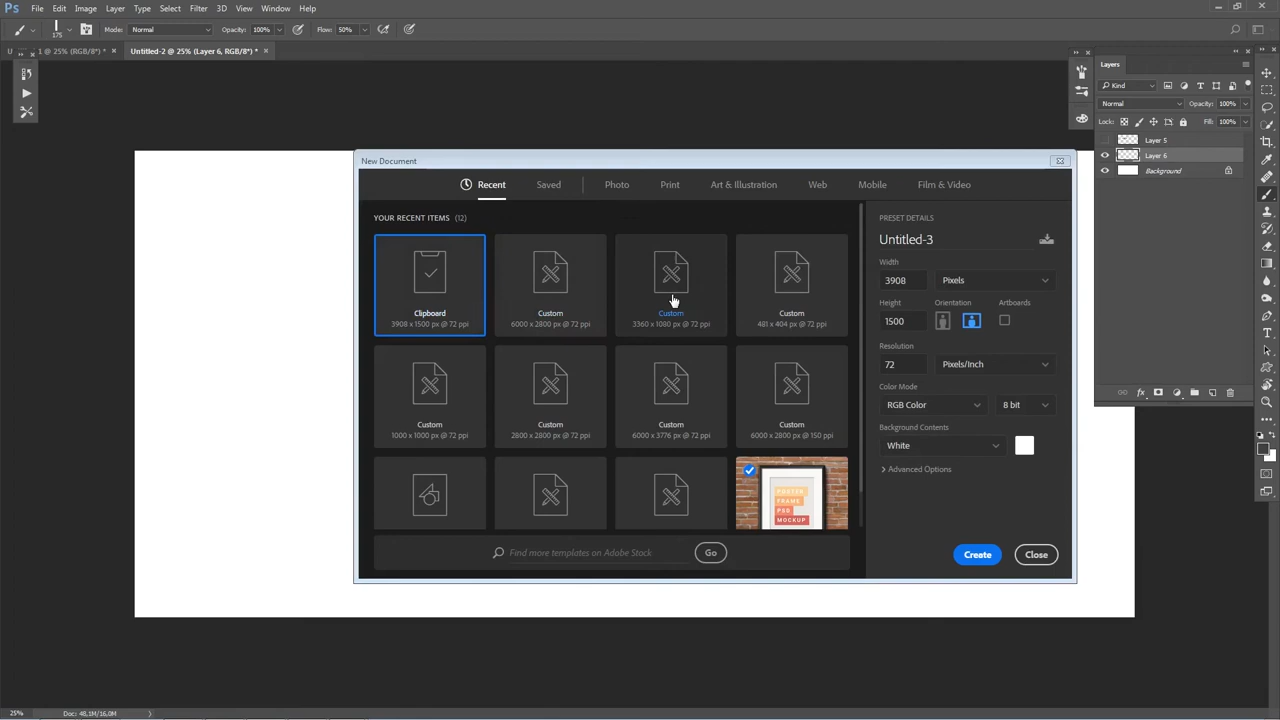 Ps File Edit Image Layer Type Select Filter 3D View Window Help
175 Mode: Normal Opacity: 100% Flow: 50%
U 1 @ 25% (RGB/8*) * × Untitled-2 @ 25% (Layer 6, RGB/8*) * ×
Layers
Kind
Normal Opacity: 100%
Lock: Fill: 100%
Layer 5
Layer 6
Background
New Document
Recent Saved Photo Print Art & Illustration Web Mobile Film & Video
YOUR RECENT ITEMS (12)
Clipboard
3908 x 1500 px @ 72 ppi
Custom
6000 x 2800 px @ 72 ppi
Custom
3360 x 1080 px @ 72 ppi
Custom
481 x 404 px @ 72 ppi
Custom
1000 x 1000 px @ 72 ppi
Custom
2800 x 2800 px @ 72 ppi
Custom
6000 x 3776 px @ 72 ppi
Custom
6000 x 2800 px @ 150 ppi
POSTER
FRAME
PSD
MOCKUP
Find more templates on Adobe Stock Go
PRESET DETAILS
Untitled-3
Width
3908 Pixels
Height Orientation Artboards
1500
Resolution
72 Pixels/Inch
Color Mode
RGB Color 8 bit
Background Contents
White
Advanced Options
Create Close
25% Doc: 48,1M/16,0M